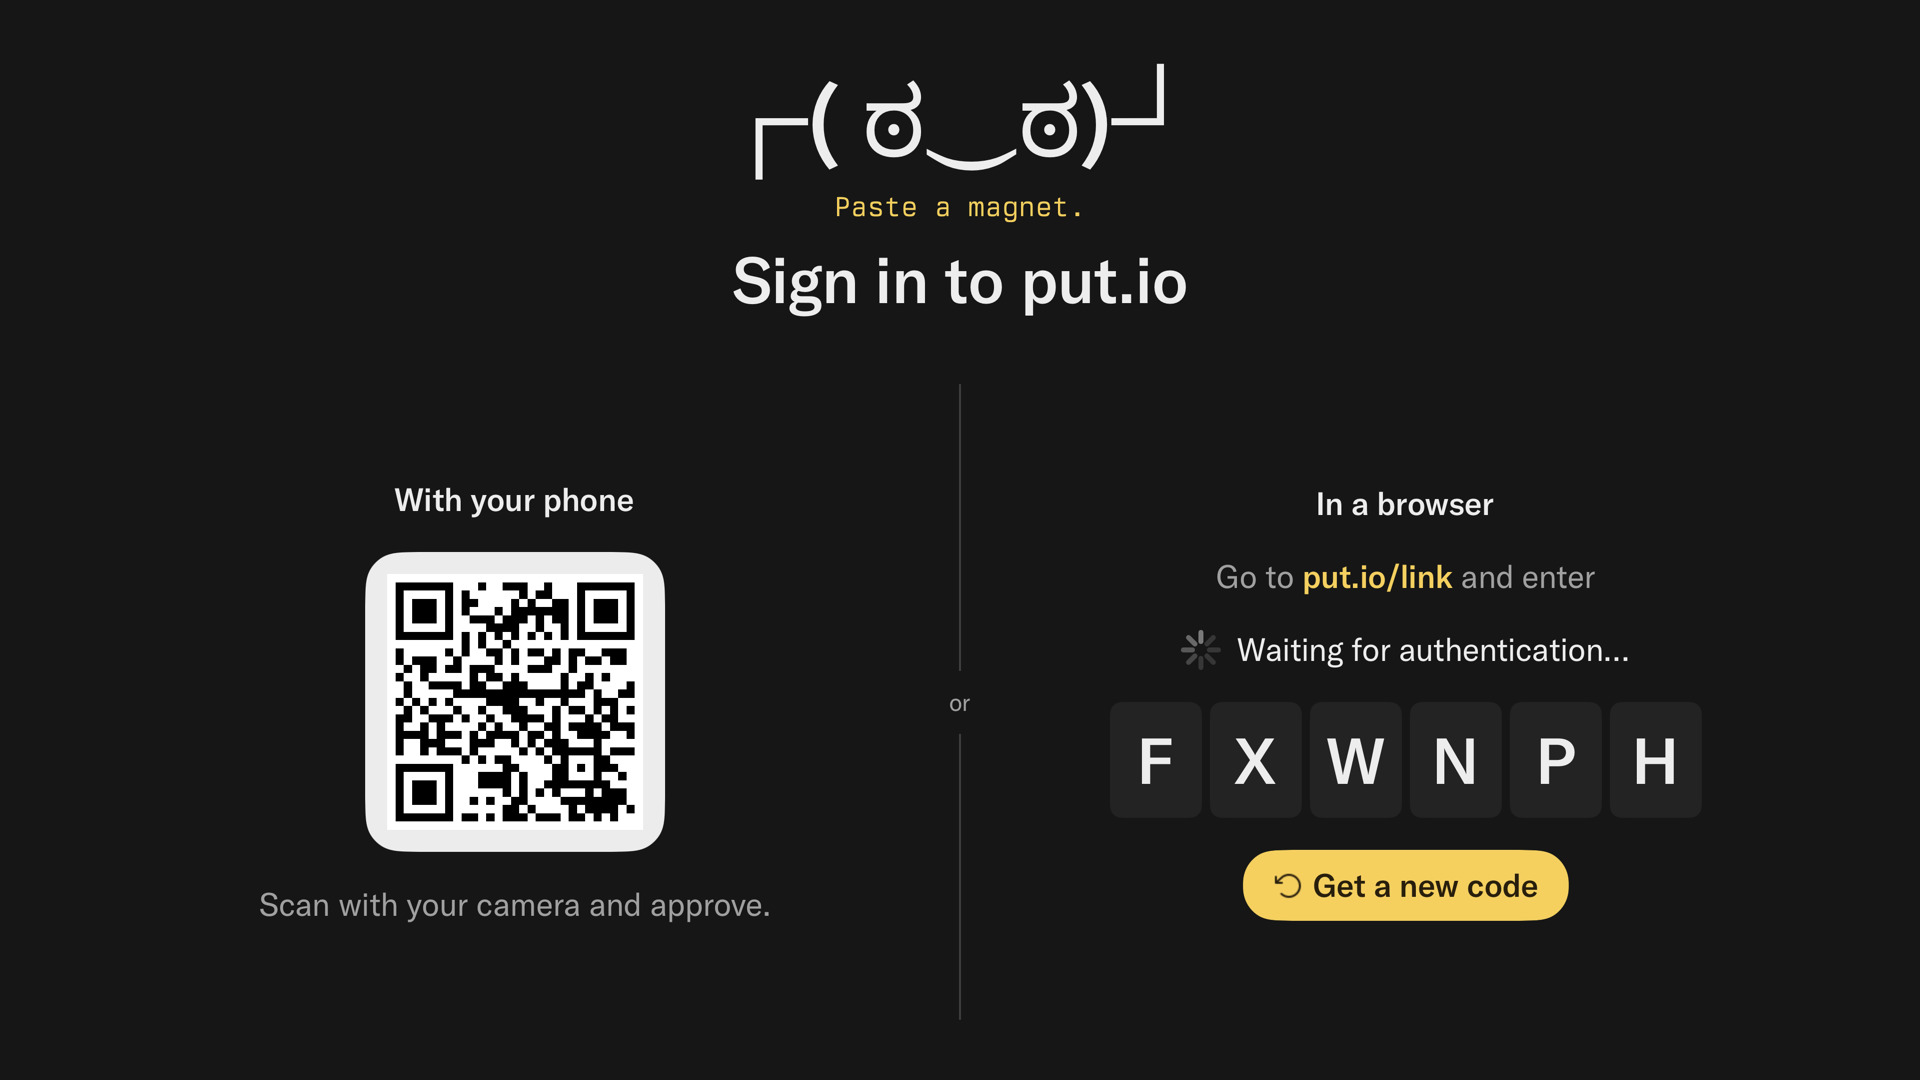 ┌─( ಠ‿ಠ)─┘
Paste a magnet.
Sign in to put.io
With your phone
Scan with your camera and approve.
or
In a browser
Go to put.io/link and enter
Waiting for authentication...
F X W N P H
Get a new code